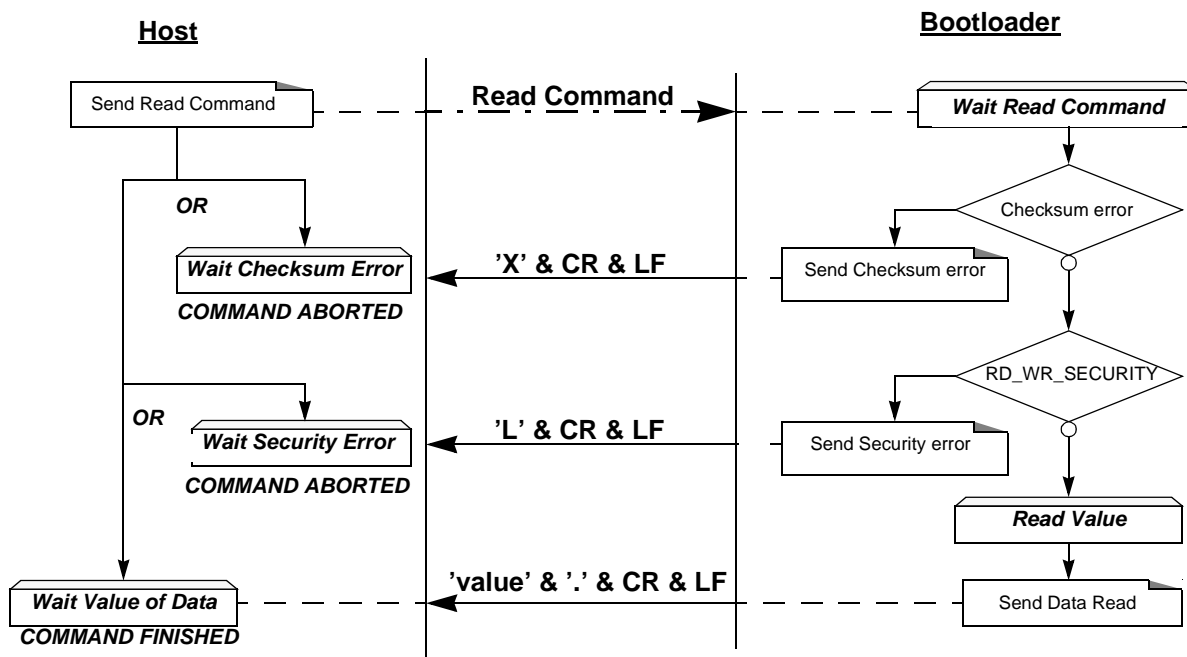 Host
Bootloader
Send Read Command
Read Command
Wait Read Command
OR
Checksum error
Wait Checksum Error
’X’ & CR & LF
Send Checksum error
COMMAND ABORTED
RD_WR_SECURITY
OR
Wait Security Error
’L’ & CR & LF
Send Security error
COMMAND ABORTED
Read Value
’value’ & ’.’ & CR & LF
Wait Value of Data
Send Data Read
COMMAND FINISHED